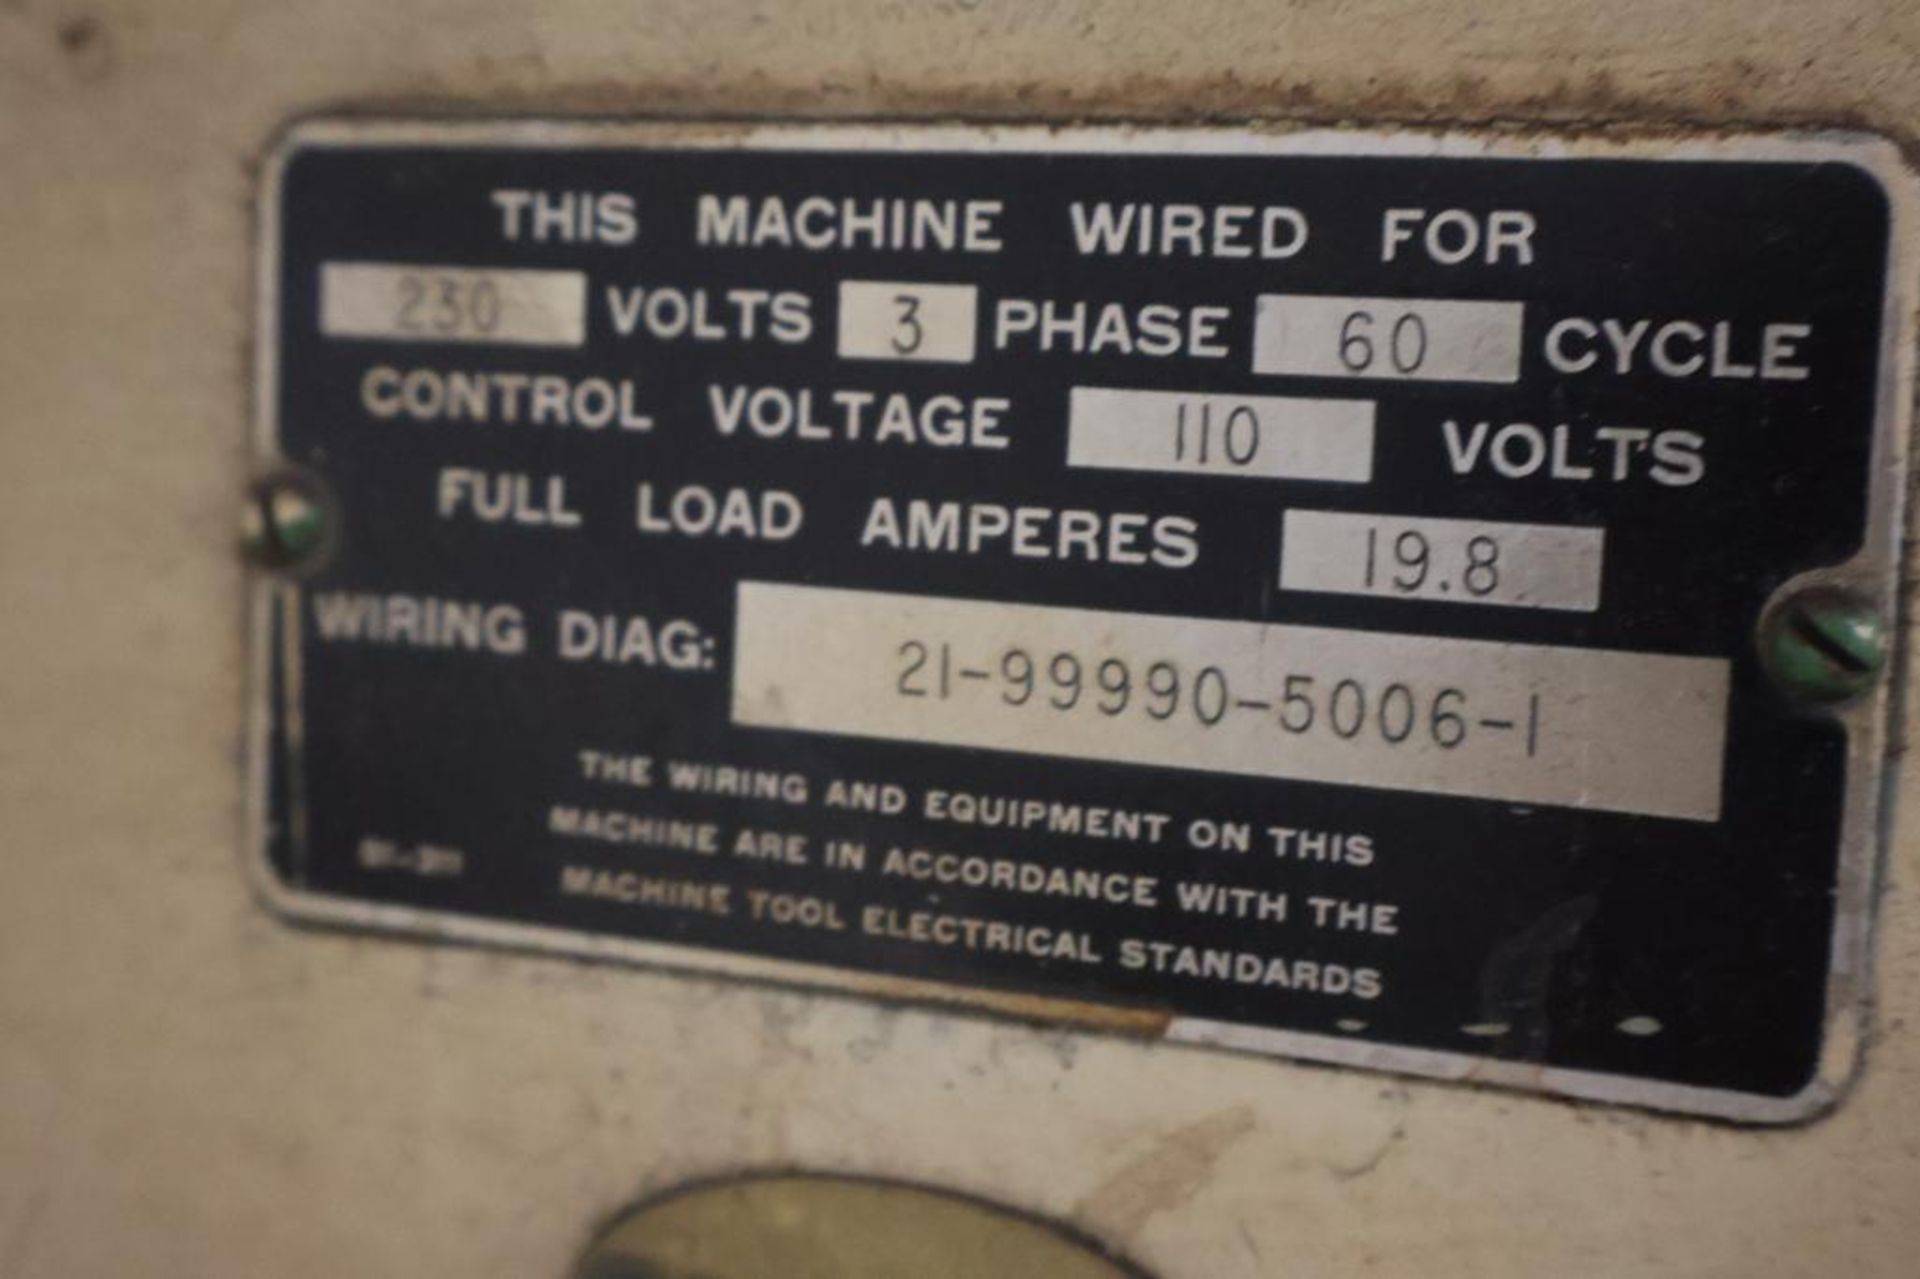 THIS MACHINE WIRED FOR
230 VOLTS 3 PHASE 60 CYCLE
CONTROL VOLTAGE 110 VOLTS
FULL LOAD AMPERES 19.8
WIRING DIAG: 21-99990-5006-1
THE WIRING AND EQUIPMENT ON THIS
MACHINE ARE IN ACCORDANCE WITH THE
MACHINE TOOL ELECTRICAL STANDARDS